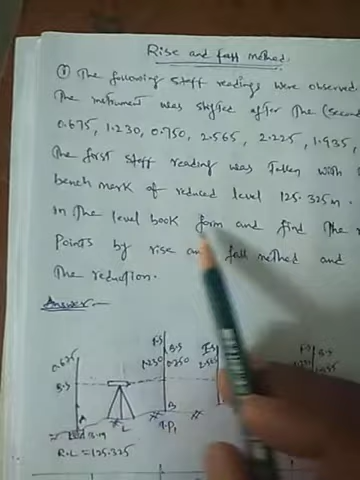 Rise and fall method.
① The following staff readings were observed.
The instrument was shifted after the (second
0.675, 1.230, 0.750, 2.565, 2.225, 1.935,
The first staff reading was taken with
bench mark of reduced level 125.325m.
in the level book form and find The
Points by rise and fall method and
The reduction.
Answer:-
0.675
B.S
A
B.M
R.L = 125.325
L
F.S B.S
1.230 0.750
B
T.P₁
I.S
F.S B.S